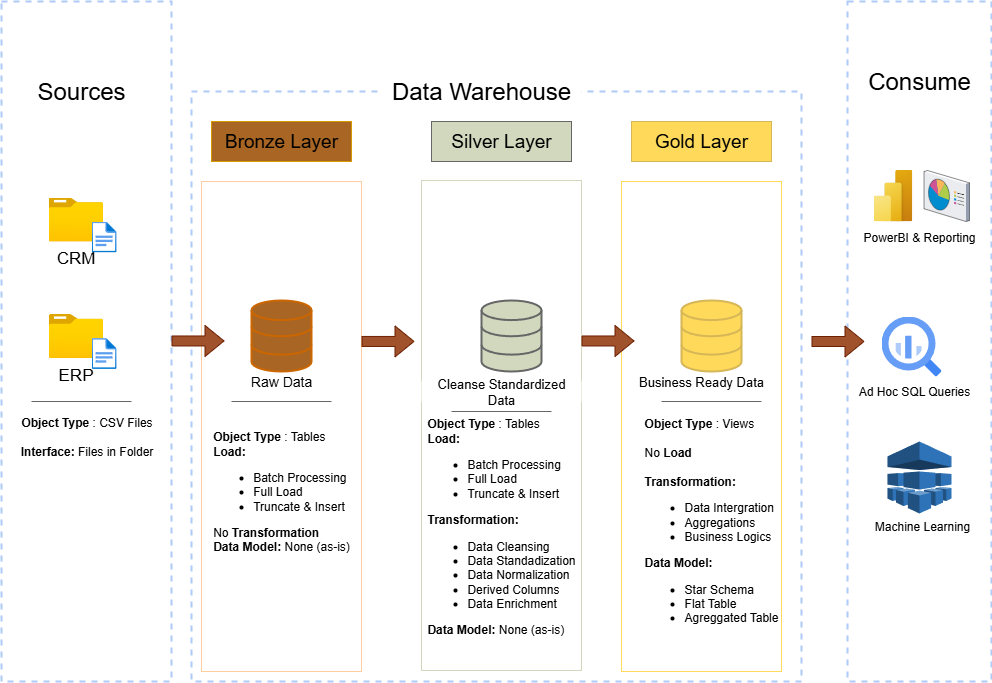 Sources
CRM
ERP
Object Type : CSV Files
Interface: Files in Folder
Data Warehouse
Bronze Layer
Raw Data
Object Type : Tables
Load:
Batch Processing
Full Load
Truncate & Insert
No Transformation
Data Model: None (as-is)
Silver Layer
Cleanse Standardized
Data
Object Type : Tables
Load:
Batch Processing
Full Load
Truncate & Insert
Transformation:
Data Cleansing
Data Standadization
Data Normalization
Derived Columns
Data Enrichment
Data Model: None (as-is)
Gold Layer
Business Ready Data
Object Type : Views
No Load
Transformation:
Data Intergration
Aggregations
Business Logics
Data Model:
Star Schema
Flat Table
Agreggated Table
Consume
PowerBI & Reporting
Ad Hoc SQL Queries
Machine Learning